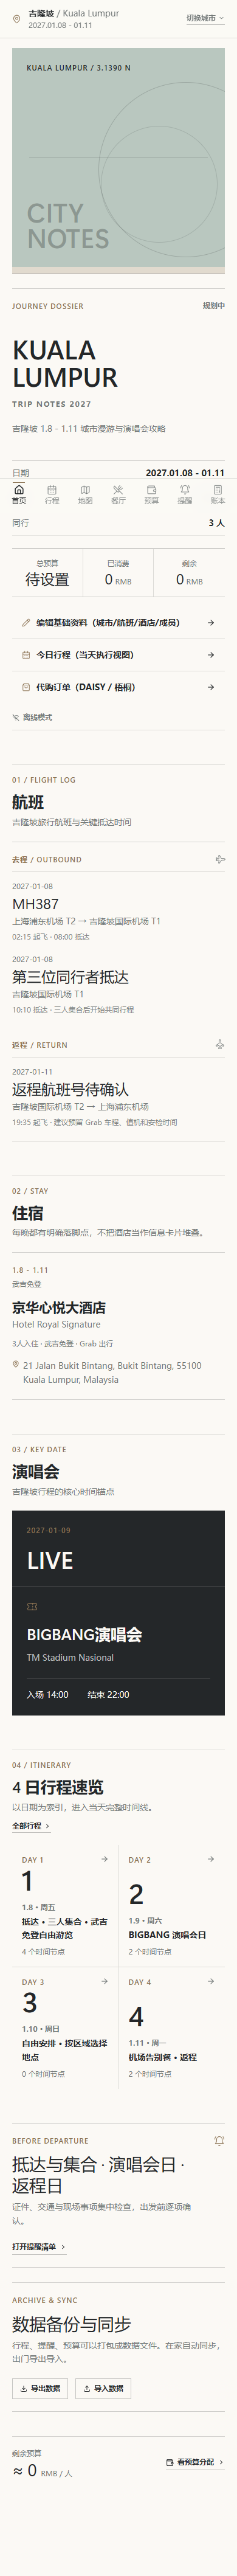 吉隆坡 / Kuala Lumpur
2027.01.08 - 01.11
切换城市
KUALA LUMPUR / 3.1390 N
CITY
NOTES
JOURNEY DOSSIER
规划中
KUALA
LUMPUR
TRIP NOTES 2027
吉隆坡 1.8 - 1.11 城市漫游与演唱会攻略
日期
2027.01.08 - 01.11
首页
行程
地图
餐厅
预算
提醒
账本
同行
3 人
总预算
已消费
剩余
待设置
0 RMB
0 RMB
编辑基础资料（城市/航班/酒店/成员）
今日行程（当天执行视图）
代购订单（DAISY / 梧桐）
离线模式
01 / FLIGHT LOG
航班
吉隆坡旅行航班与关键抵达时间
去程 / OUTBOUND
2027-01-08
MH387
上海浦东机场 T2 → 吉隆坡国际机场 T1
02:15 起飞 · 08:00 抵达
2027-01-08
第三位同行者抵达
吉隆坡国际机场 T1
10:10 抵达 · 三人集合后开始共同行程
返程 / RETURN
2027-01-11
返程航班号待确认
吉隆坡国际机场 T2 → 上海浦东机场
19:35 起飞 · 建议预留 Grab 车程、值机和安检时间
02 / STAY
住宿
每晚都有明确落脚点，不把酒店当作信息卡片堆叠。
1.8 - 1.11
武吉免登
京华心悦大酒店
Hotel Royal Signature
3人入住 · 武吉免登 · Grab 出行
21 Jalan Bukit Bintang, Bukit Bintang, 55100
Kuala Lumpur, Malaysia
03 / KEY DATE
演唱会
吉隆坡行程的核心时间锚点
2027-01-09
LIVE
BIGBANG演唱会
TM Stadium Nasional
入场 14:00
结束 22:00
04 / ITINERARY
4 日行程速览
以日期为索引，进入当天完整时间线。
全部行程
DAY 1
1
1.8 · 周五
抵达 · 三人集合 · 武吉
免登自由游览
4 个时间节点
DAY 2
2
1.9 · 周六
BIGBANG 演唱会日
2 个时间节点
DAY 3
3
1.10 · 周日
自由安排 · 按区域选择
地点
0 个时间节点
DAY 4
4
1.11 · 周一
机场告别日 · 返程
2 个时间节点
BEFORE DEPARTURE
抵达与集合 · 演唱会日 ·
返程日
证件、交通与现场事项集中检查，出发前逐项确
认。
打开提醒清单
ARCHIVE & SYNC
数据备份与同步
行程、提醒、预算可以打包成数据文件。在家自动同步，
出门导出导入。
导出数据
导入数据
剩余预算
≈ 0 RMB / 人
看预算分配